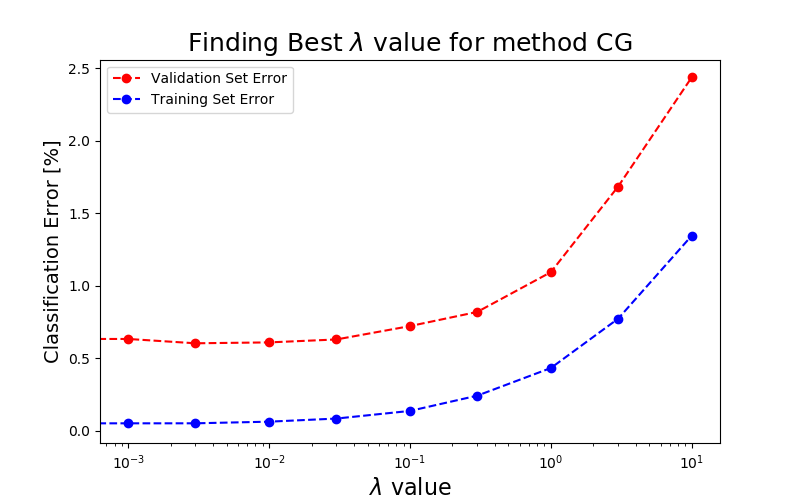 Finding Best λ value for method CG
Validation Set Error
Training Set Error
Classification Error [%]
2.5
2.0
1.5
1.0
0.5
0.0
10⁻³ 10⁻² 10⁻¹ 10⁰ 10¹
λ value